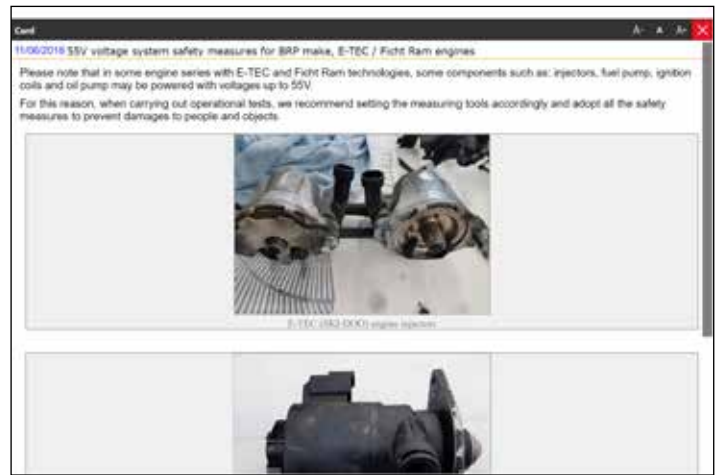 Card
A- A A+
11/06/2018 55V voltage system safety measures for BRP make, E-TEC / Ficht Ram engines
Please note that in some engine series with E-TEC and Ficht Ram technologies, some components such as: injectors, fuel pump, ignition
coils and oil pump may be powered with voltages up to 55V.
For this reason, when carrying out operational tests, we recommend setting the measuring tools accordingly and adopt all the safety
measures to prevent damages to people and objects.
E-TEC (SKI-DOO) engine injectors